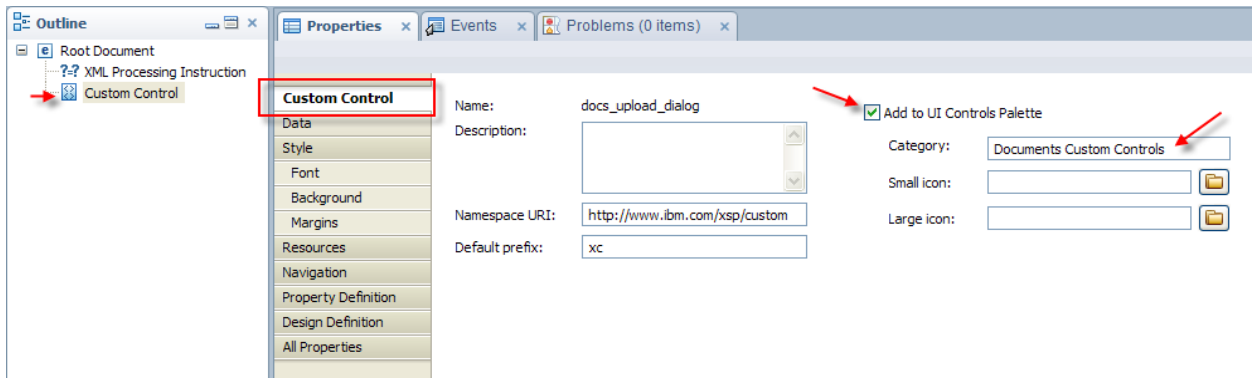 Outline
Properties
Events
Problems (0 items)
e Root Document
?=? XML Processing Instruction
Custom Control
Custom Control
Data
Style
Font
Background
Margins
Resources
Navigation
Property Definition
Design Definition
All Properties
Name: docs_upload_dialog
Description:
Namespace URI: http://www.ibm.com/xsp/custom
Default prefix: xc
Add to UI Controls Palette
Category: Documents Custom Controls
Small icon:
Large icon: